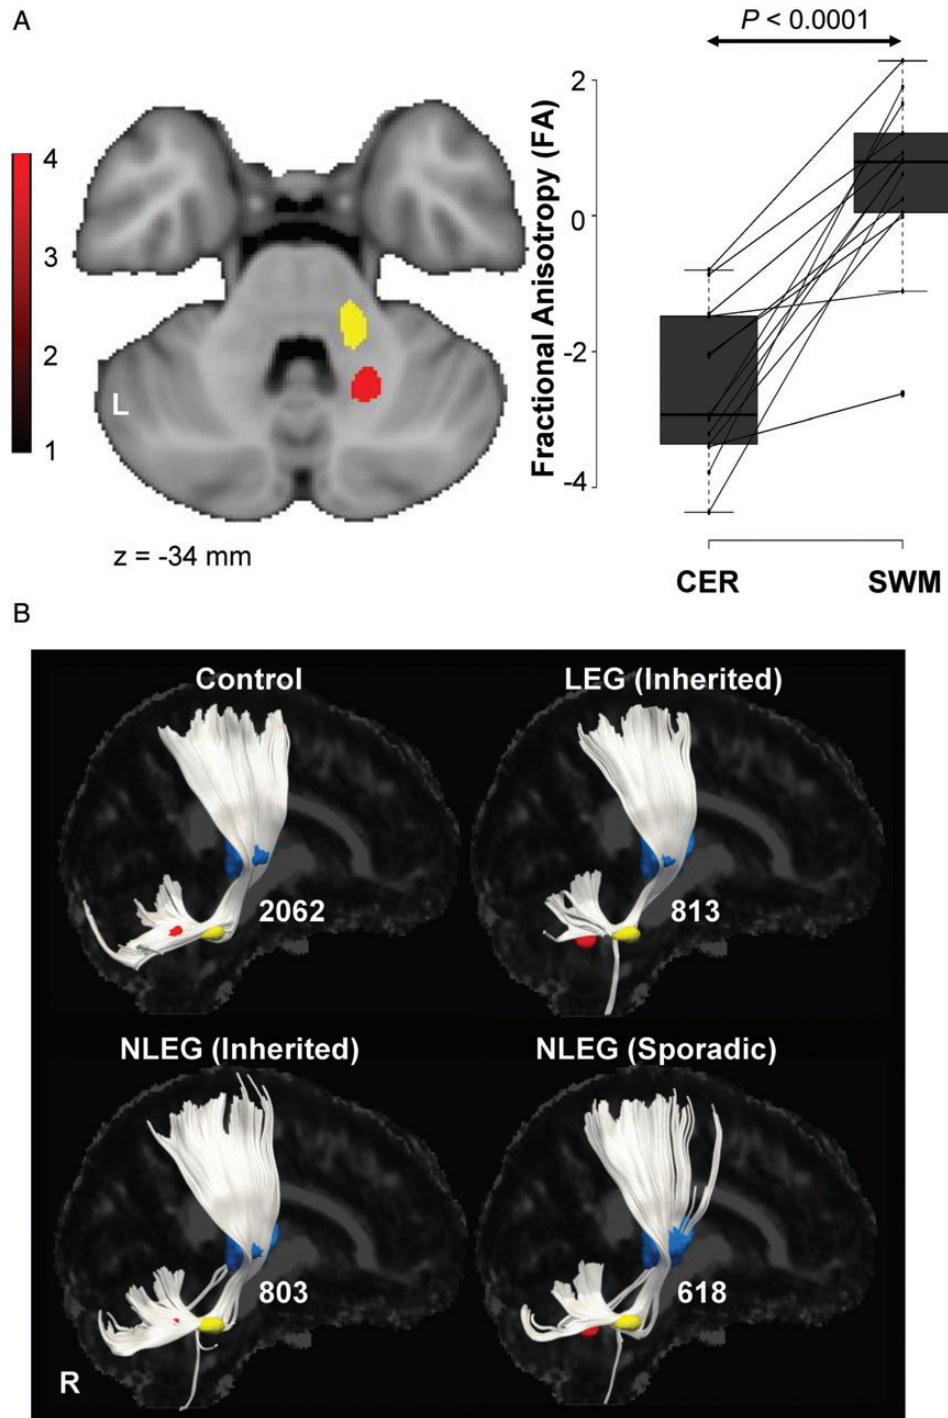 A
P < 0.0001
4
3
2
1
L
z = -34 mm
Fractional Anisotropy (FA)
2
0
-2
-4
CER SWM
B
Control LEG (Inherited)
2062 813
NLEG (Inherited) NLEG (Sporadic)
803 618
R